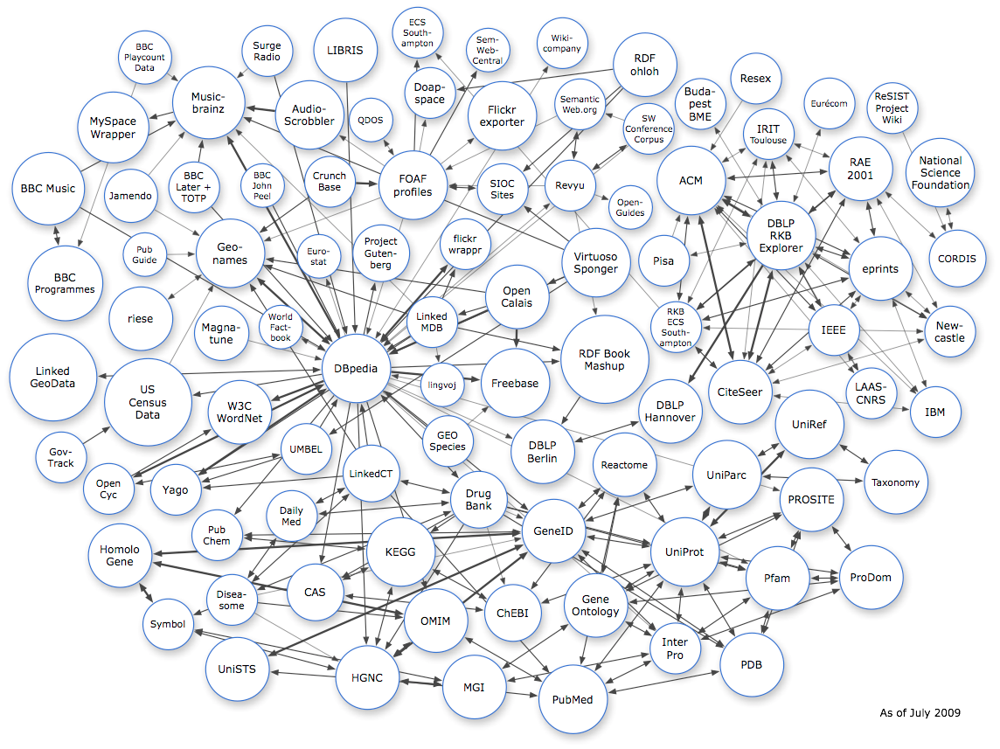 BBC
Playcount
Data
Surge
Radio
LIBRIS
ECS
South-
ampton
Sem-
Web-
Central
Wiki-
company
RDF
ohloh
Resex
Music-
brainz
MySpace
Wrapper
Audio-
Scrobbler
QDOS
Doap-
space
Flickr
exporter
Semantic
Web.org
SW
Conference
Corpus
Buda-
pest
BME
IRIT
Toulouse
Eurécom
ReSIST
Project
Wiki
BBC Music
Jamendo
BBC
Later +
TOTP
BBC
John
Peel
Crunch
Base
FOAF
profiles
SIOC
Sites
Revyu
Open-
Guides
ACM
RAE
2001
National
Science
Foundation
BBC
Programmes
Pub
Guide
Geo-
names
Euro-
stat
Project
Guten-
berg
flickr
wrappr
Virtuoso
Sponger
Pisa
DBLP
RKB
Explorer
eprints
CORDIS
riese
Magna-
tune
World
Fact-
book
Linked
MDB
Open
Calais
RKB
ECS
South-
ampton
IEEE
New-
castle
Linked
GeoData
US
Census
Data
W3C
WordNet
DBpedia
lingvoj
Freebase
RDF Book
Mashup
DBLP
Hannover
CiteSeer
LAAS-
CNRS
IBM
Gov-
Track
Open
Cyc
Yago
UMBEL
LinkedCT
GEO
Species
DBLP
Berlin
Reactome
UniParc
UniRef
Taxonomy
Homolo
Gene
Pub
Chem
Daily
Med
KEGG
Drug
Bank
GeneID
UniProt
PROSITE
Pfam
ProDom
Symbol
Disea-
some
CAS
OMIM
ChEBI
Gene
Ontology
Inter
Pro
PDB
UniSTS
HGNC
MGI
PubMed
As of July 2009